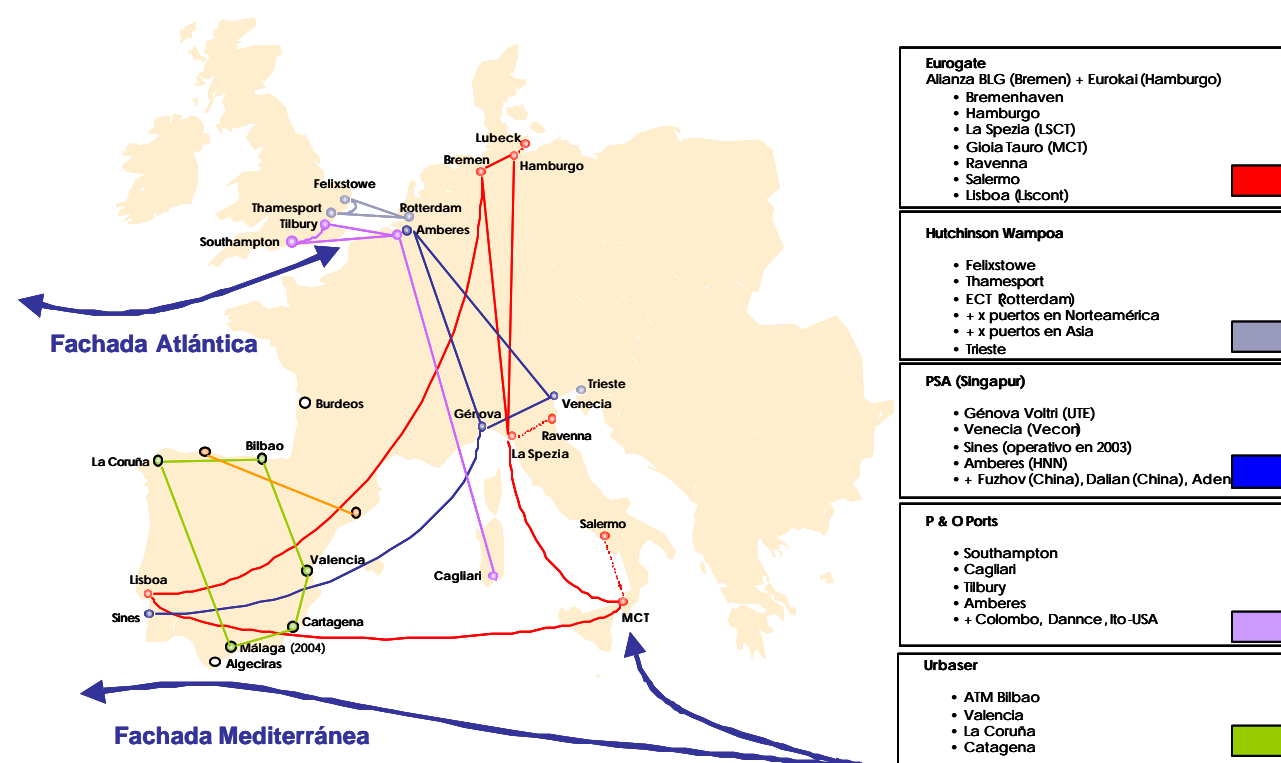 Lubeck
Bremen
Hamburgo
Felixstowe
Thamesport
Rotterdam
Tilbury
Amberes
Southampton
Fachada Atlántica
Trieste
Burdeos
Venecia
Génova
Ravenna
Bilbao
La Coruña
La Spezia
Salermo
Valencia
Cagliari
Lisboa
Sines
MCT
Cartagena
Málaga (2004)
Algeciras
Fachada Mediterránea
Eurogate
Alianza BLG (Bremen) + Eurokai (Hamburgo)
• Bremenhaven
• Hamburgo
• La Spezia (LSCT)
• Gioia Tauro (MCT)
• Ravenna
• Salermo
• Lisboa (Liscont)
Hutchinson Wampoa
• Felixstowe
• Thamesport
• ECT (Rotterdam)
• + x puertos en Norteamérica
• + x puertos en Asia
• Trieste
PSA (Singapur)
• Génova Voltri (UTE)
• Venecia (Vecon)
• Sines (operativo en 2003)
• Amberes (HNN)
• + Fuzhov (China), Dalian (China), Aden
P & O Ports
• Southampton
• Cagliari
• Tilbury
• Amberes
• + Colombo, Dannce, Ito-USA
Urbaser
• ATM Bilbao
• Valencia
• La Coruña
• Catagena